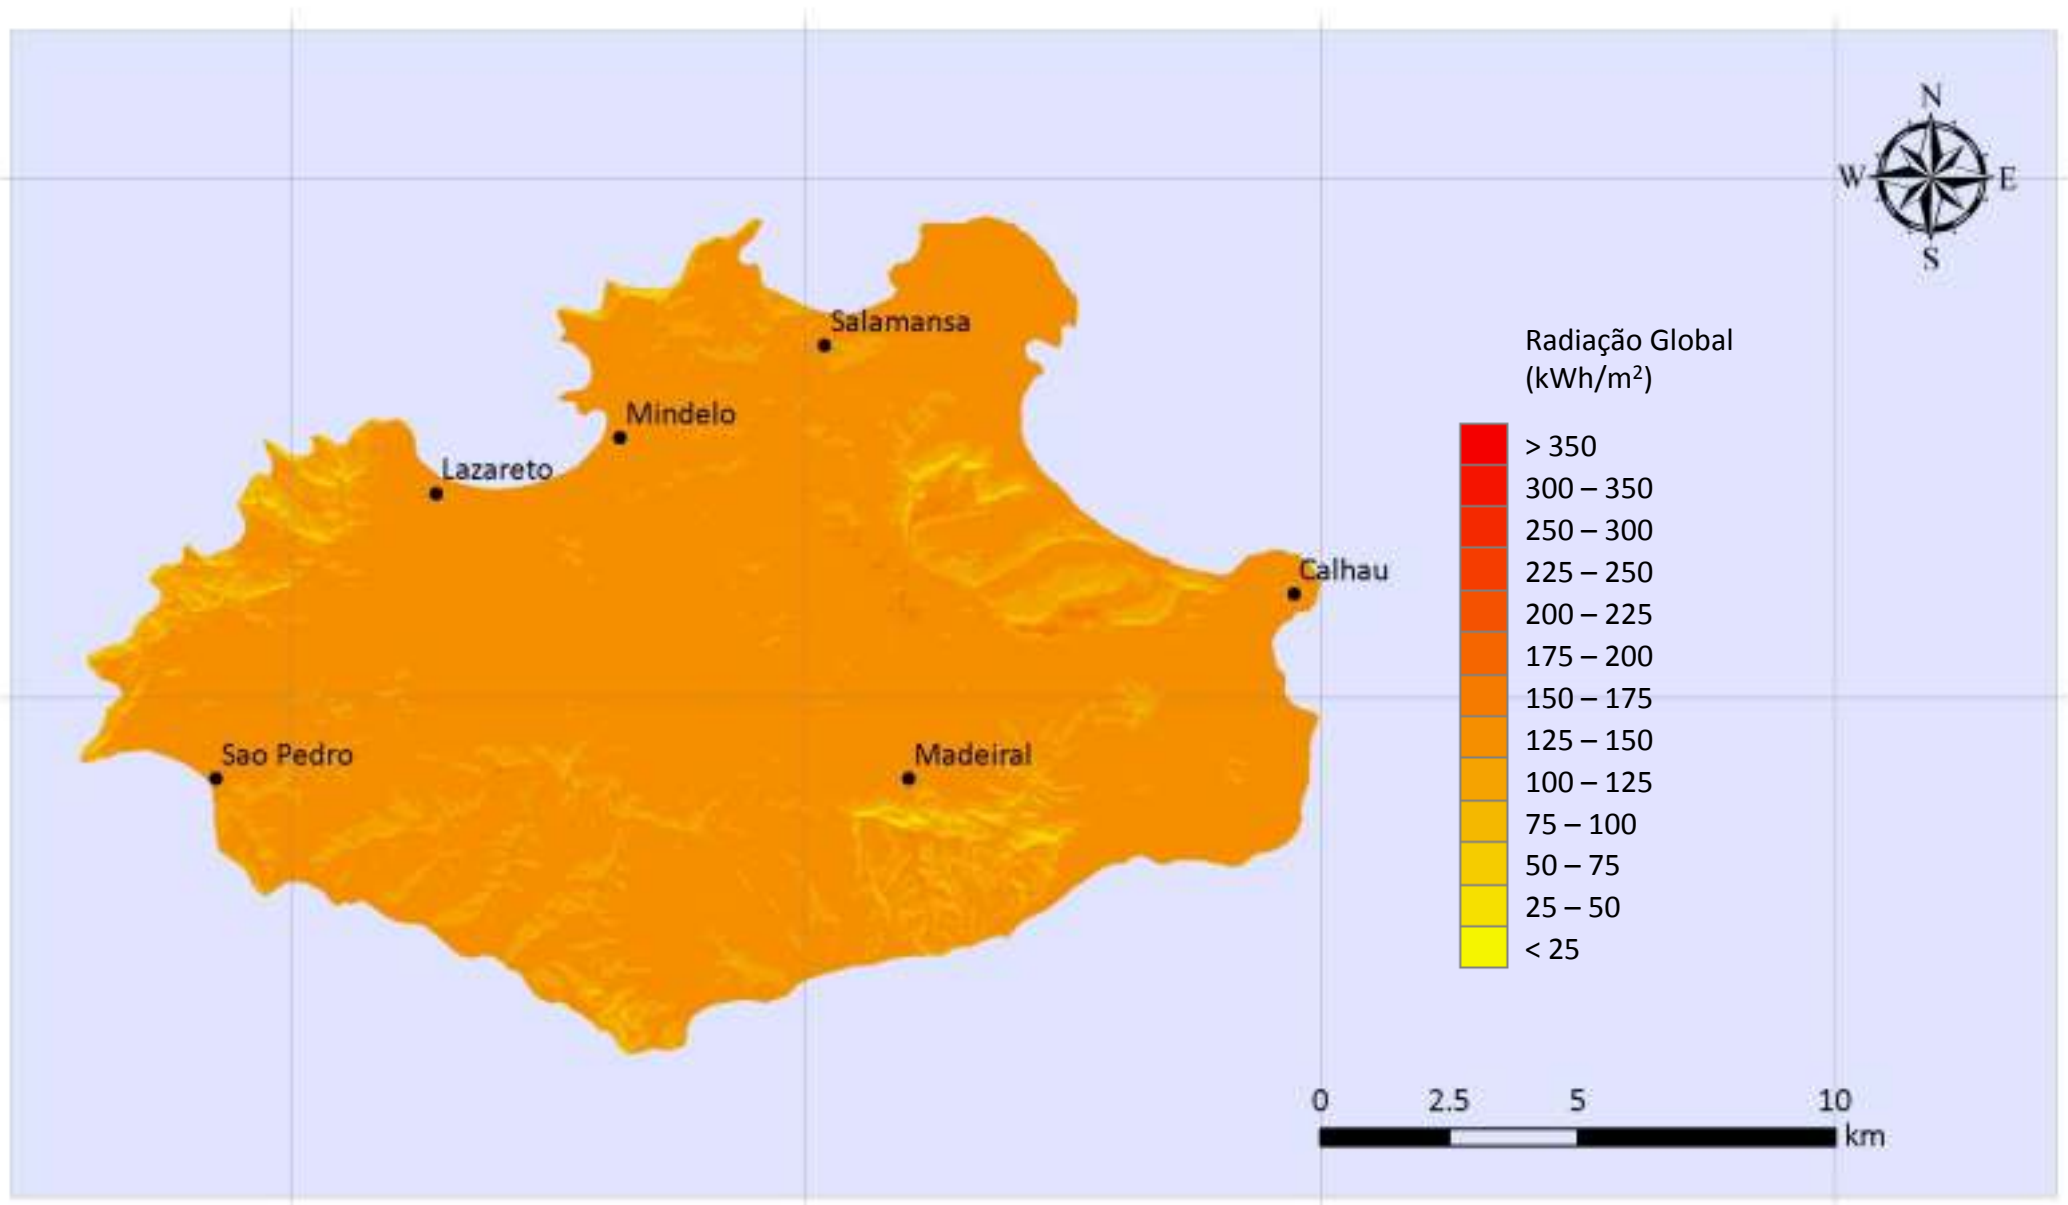 N
W E
S
Salamansa
Mindelo
Lazareto
Calhau
Sao Pedro
Madeiral
Radiação Global
(kWh/m²)
> 350
300 – 350
250 – 300
225 – 250
200 – 225
175 – 200
150 – 175
125 – 150
100 – 125
75 – 100
50 – 75
25 – 50
< 25
0 2.5 5 10
km